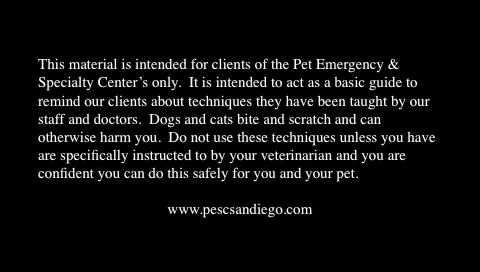 This material is intended for clients of the Pet Emergency &
Specialty Center’s only.  It is intended to act as a basic guide to
remind our clients about techniques they have been taught by our
staff and doctors.  Dogs and cats bite and scratch and can
otherwise harm you.  Do not use these techniques unless you have
are specifically instructed to by your veterinarian and you are
confident you can do this safely for you and your pet.
www.pescsandiego.com